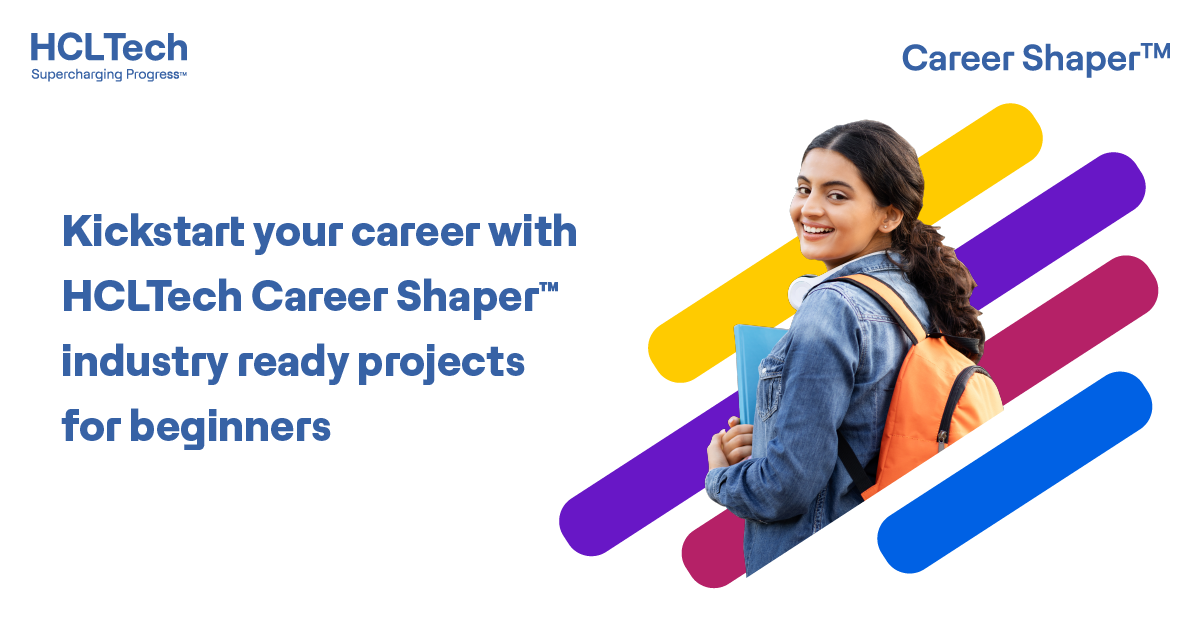 HCLTech
Supercharging Progress™
Career Shaper™
Kickstart your career with
HCLTech Career Shaper™
industry ready projects
for beginners